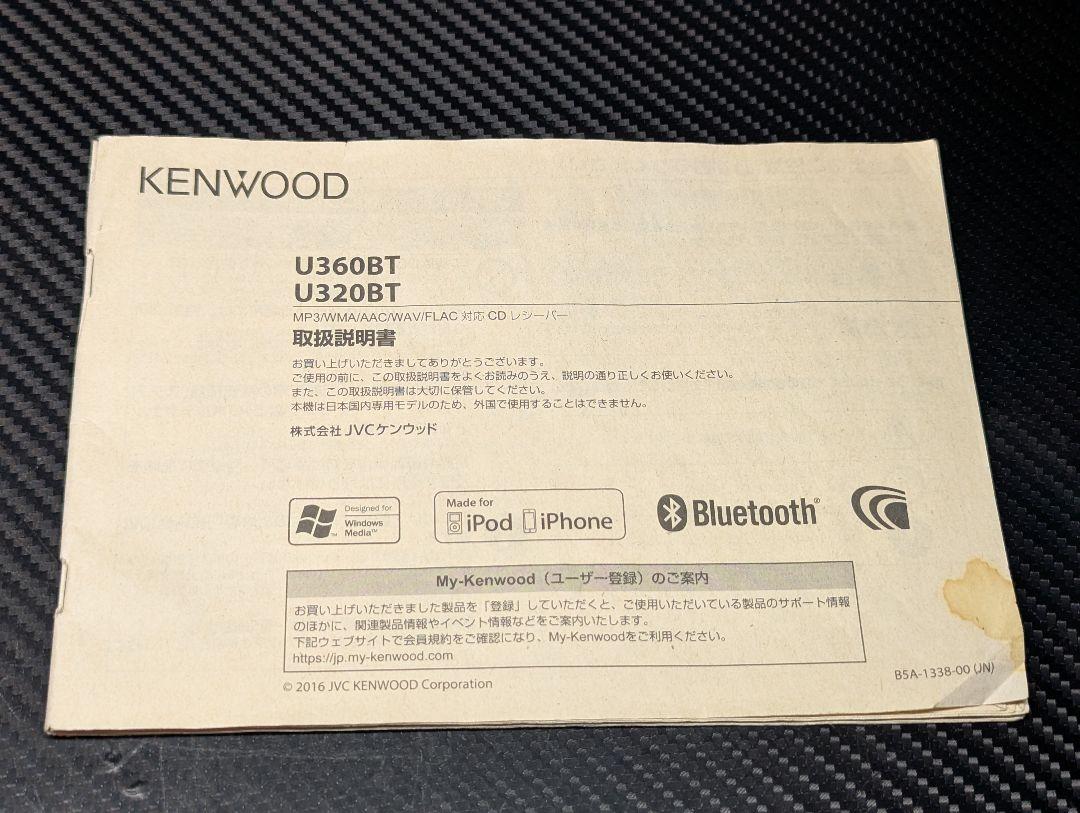 KENWOOD
U360BT
U320BT
MP3/WMA/AAC/WAV/FLAC 対応 CD レシーバー
取扱説明書
お買い上げいただきましてありがとうございます。
ご使用の前に、この取扱説明書をよくお読みのうえ、説明の通り正しくお使いください。
また、この取扱説明書は大切に保管してください。
本機は日本国内専用モデルのため、外国で使用することはできません。
株式会社 JVCケンウッド
Designed for
Windows
Media™
Made for
iPod iPhone
Bluetooth®
My-Kenwood（ユーザー登録）のご案内
お買い上げいただきました製品を「登録」していただくと、ご使用いただいている製品のサポート情報
のほかに、関連製品情報やイベント情報などをご案内いたします。
下記ウェブサイトで会員規約をご確認になり、My-Kenwoodをご利用ください。
https://jp.my-kenwood.com
© 2016 JVC KENWOOD Corporation
B5A-1338-00 (JN)